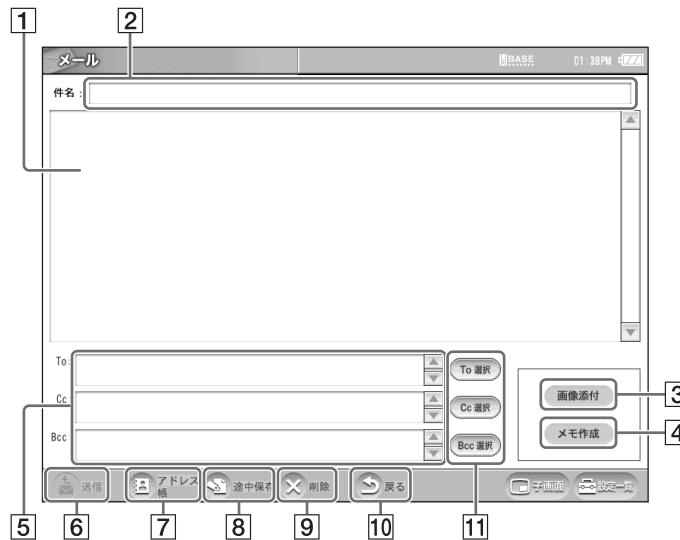 1
2
メール
BASE
01:38PM
件名 :
To:
To 選択
Cc
Cc 選択
Bcc
Bcc 選択
画像添付
3
メモ作成
4
送信
アドレス
帳
途中保存
削除
戻る
子画面
設定一覧
5
6
7
8
9
10
11